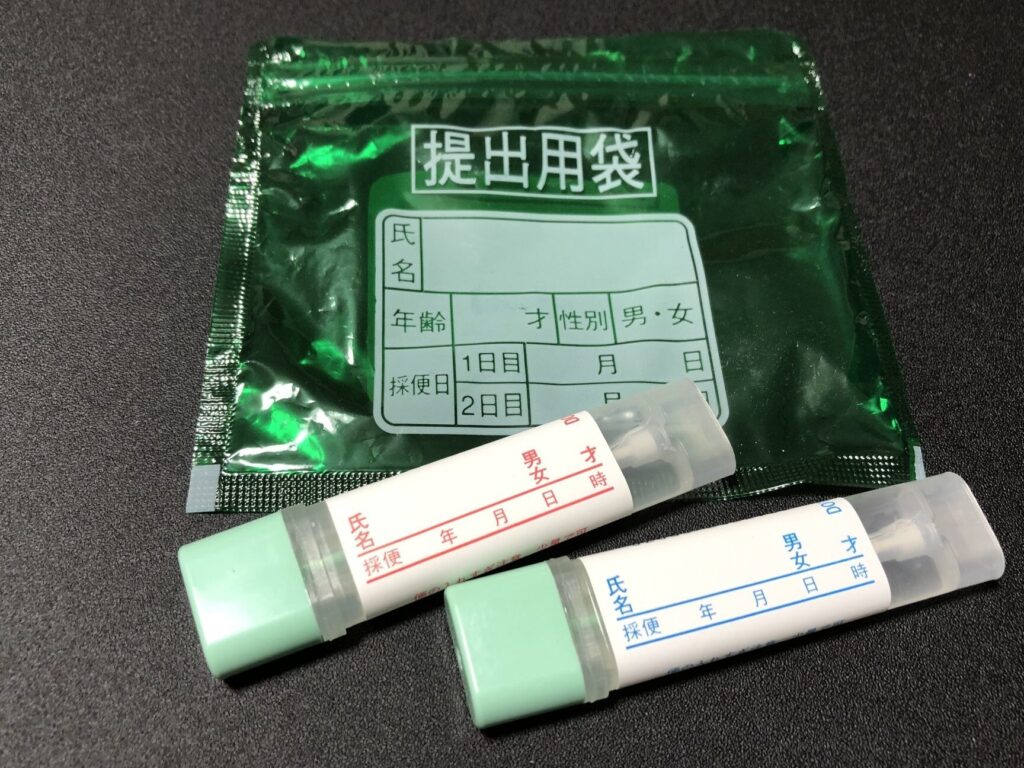 提出用袋
氏名
年齢 才 性別 男・女
採便日 1日目 月 日
2日目 月
男女 才
氏名
採便 年 月 日 時
男女 才
氏名
採便 年 月 日 時